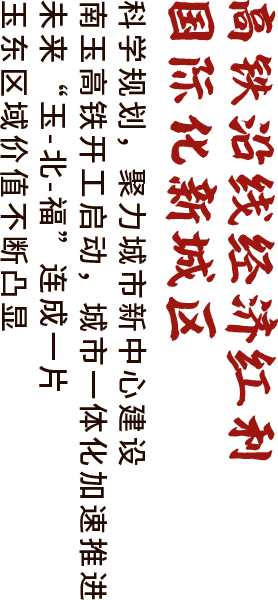 高铁沿线经济红利
国际化新城区
科学规划，聚力城市新中心建设
南玉高铁开工启动，城市一体化加速推进
未来“玉-北-福”连成一片
玉东区域价值不断凸显